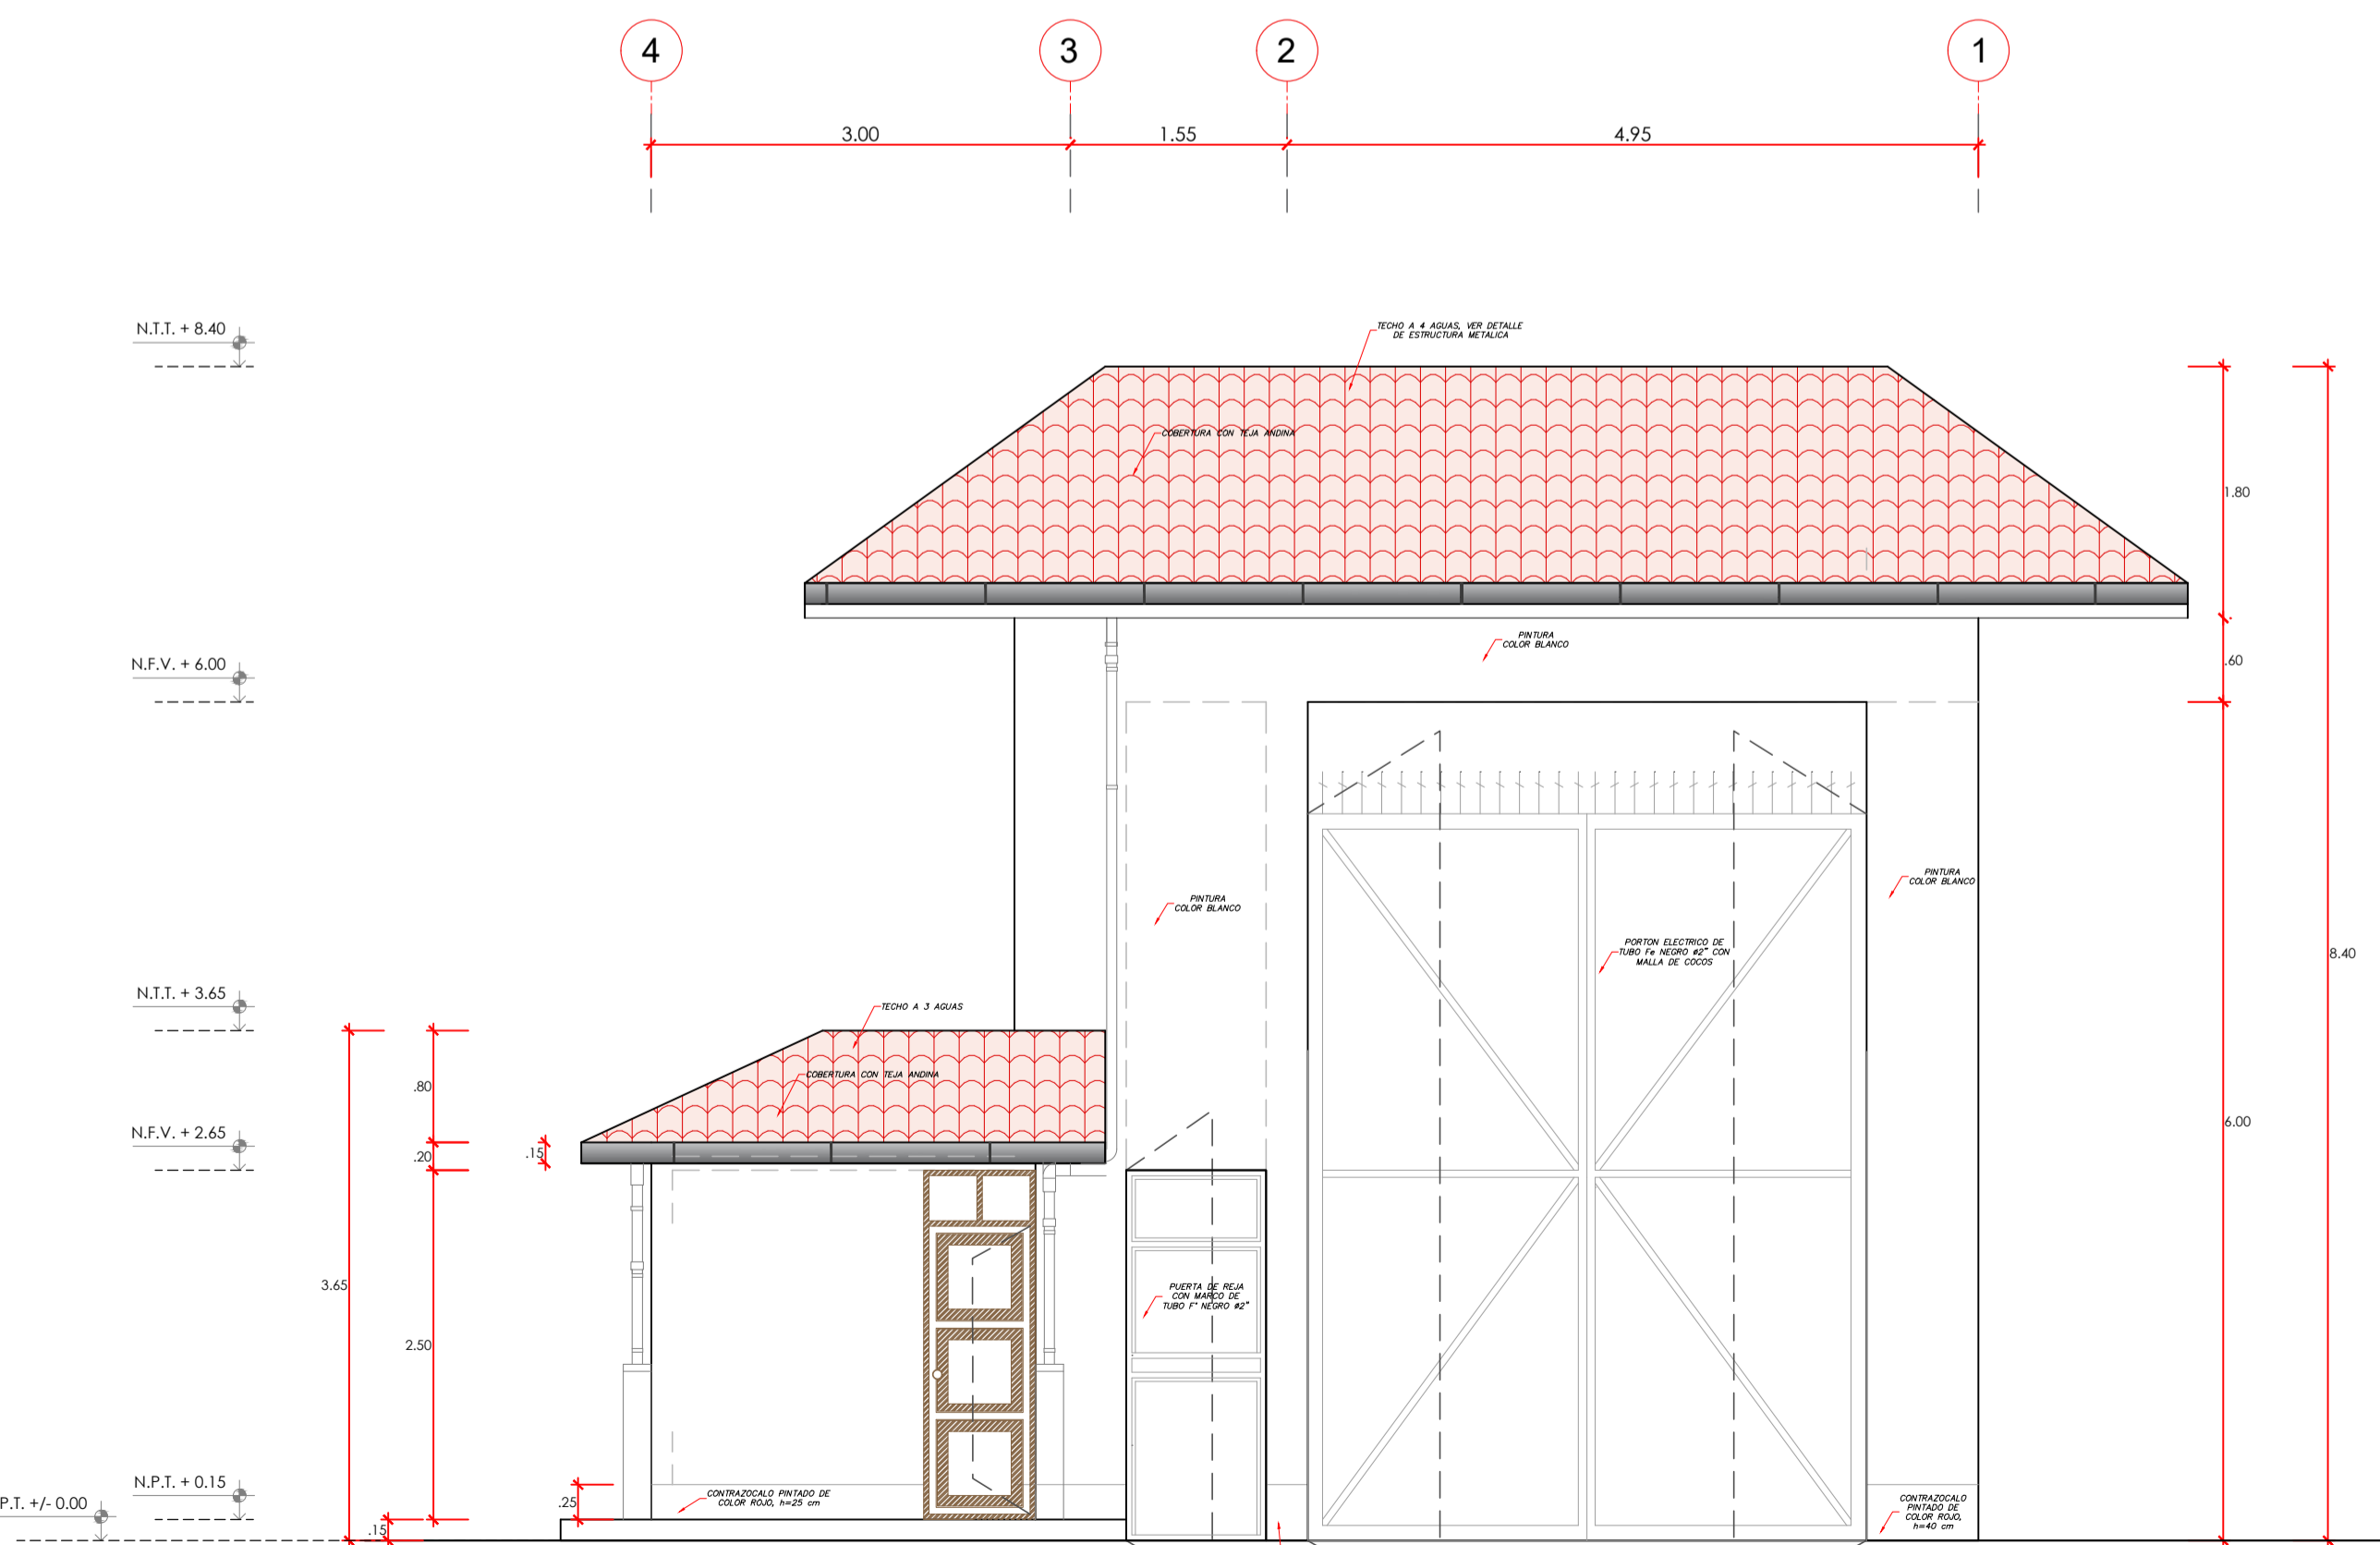 4
3
2
1
3.00
1.55
4.95
N.T.T. + 8.40
TECHO A 4 AGUAS, VER DETALLE
DE ESTRUCTURA METALICA
COBERTURA CON TEJA ANDINA
1.80
PINTURA
COLOR BLANCO
N.F.V. + 6.00
.60
PINTURA
COLOR BLANCO
PINTURA
COLOR BLANCO
PORTON ELECTRICO DE
TUBO Fe NEGRO ø2" CON
MALLA DE COCOS
8.40
N.T.T. + 3.65
TECHO A 3 AGUAS
COBERTURA CON TEJA ANDINA
.80
6.00
N.F.V. + 2.65
.20
.15
3.65
PUERTA DE REJA
CON MARCO DE
TUBO F° NEGRO ø2"
2.50
N.P.T. + 0.15
CONTRAZOCALO PINTADO DE
COLOR ROJO, h=25 cm
.25
CONTRAZOCALO
PINTADO DE
COLOR ROJO,
h=40 cm
P.T. +/- 0.00
.15